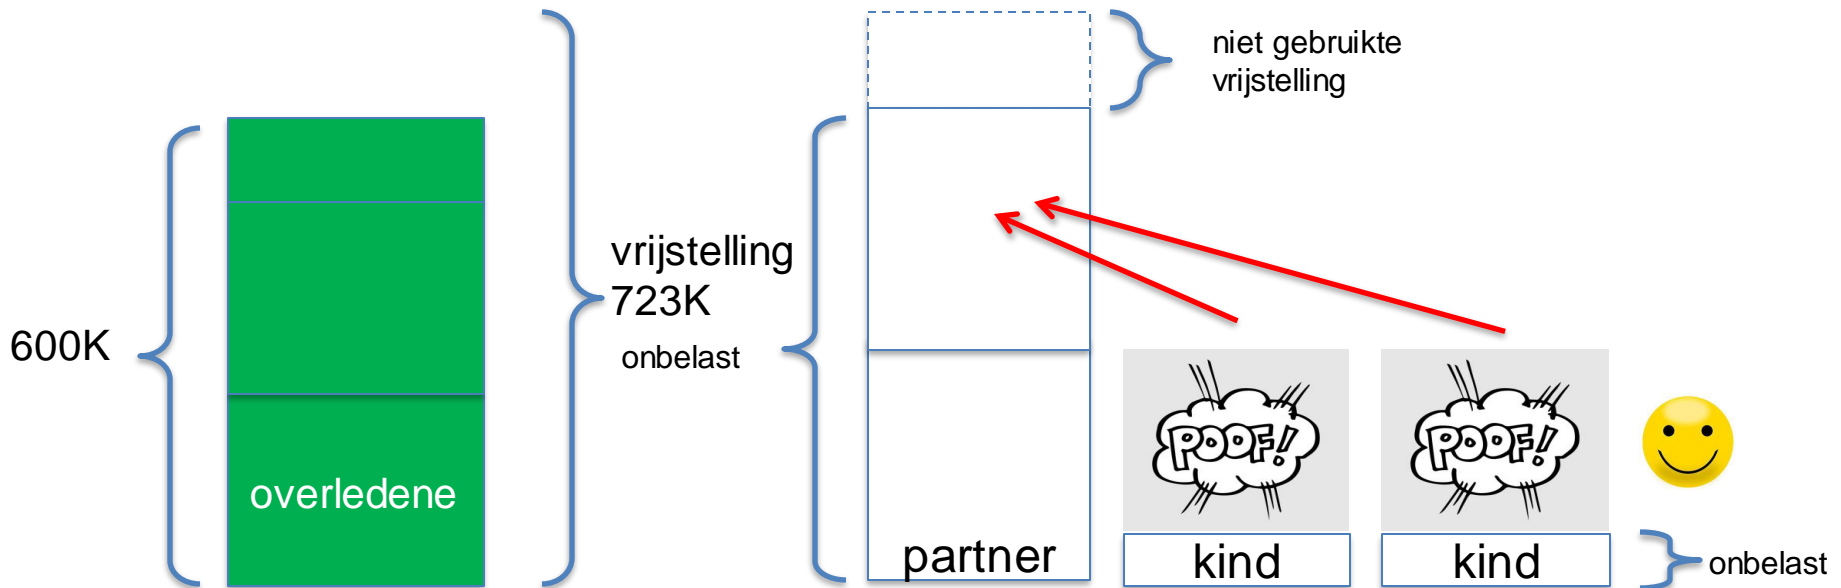 600K
overledene
vrijstelling
723K
onbelast
niet gebruikte
vrijstelling
partner
POOF!
kind
POOF!
kind
onbelast